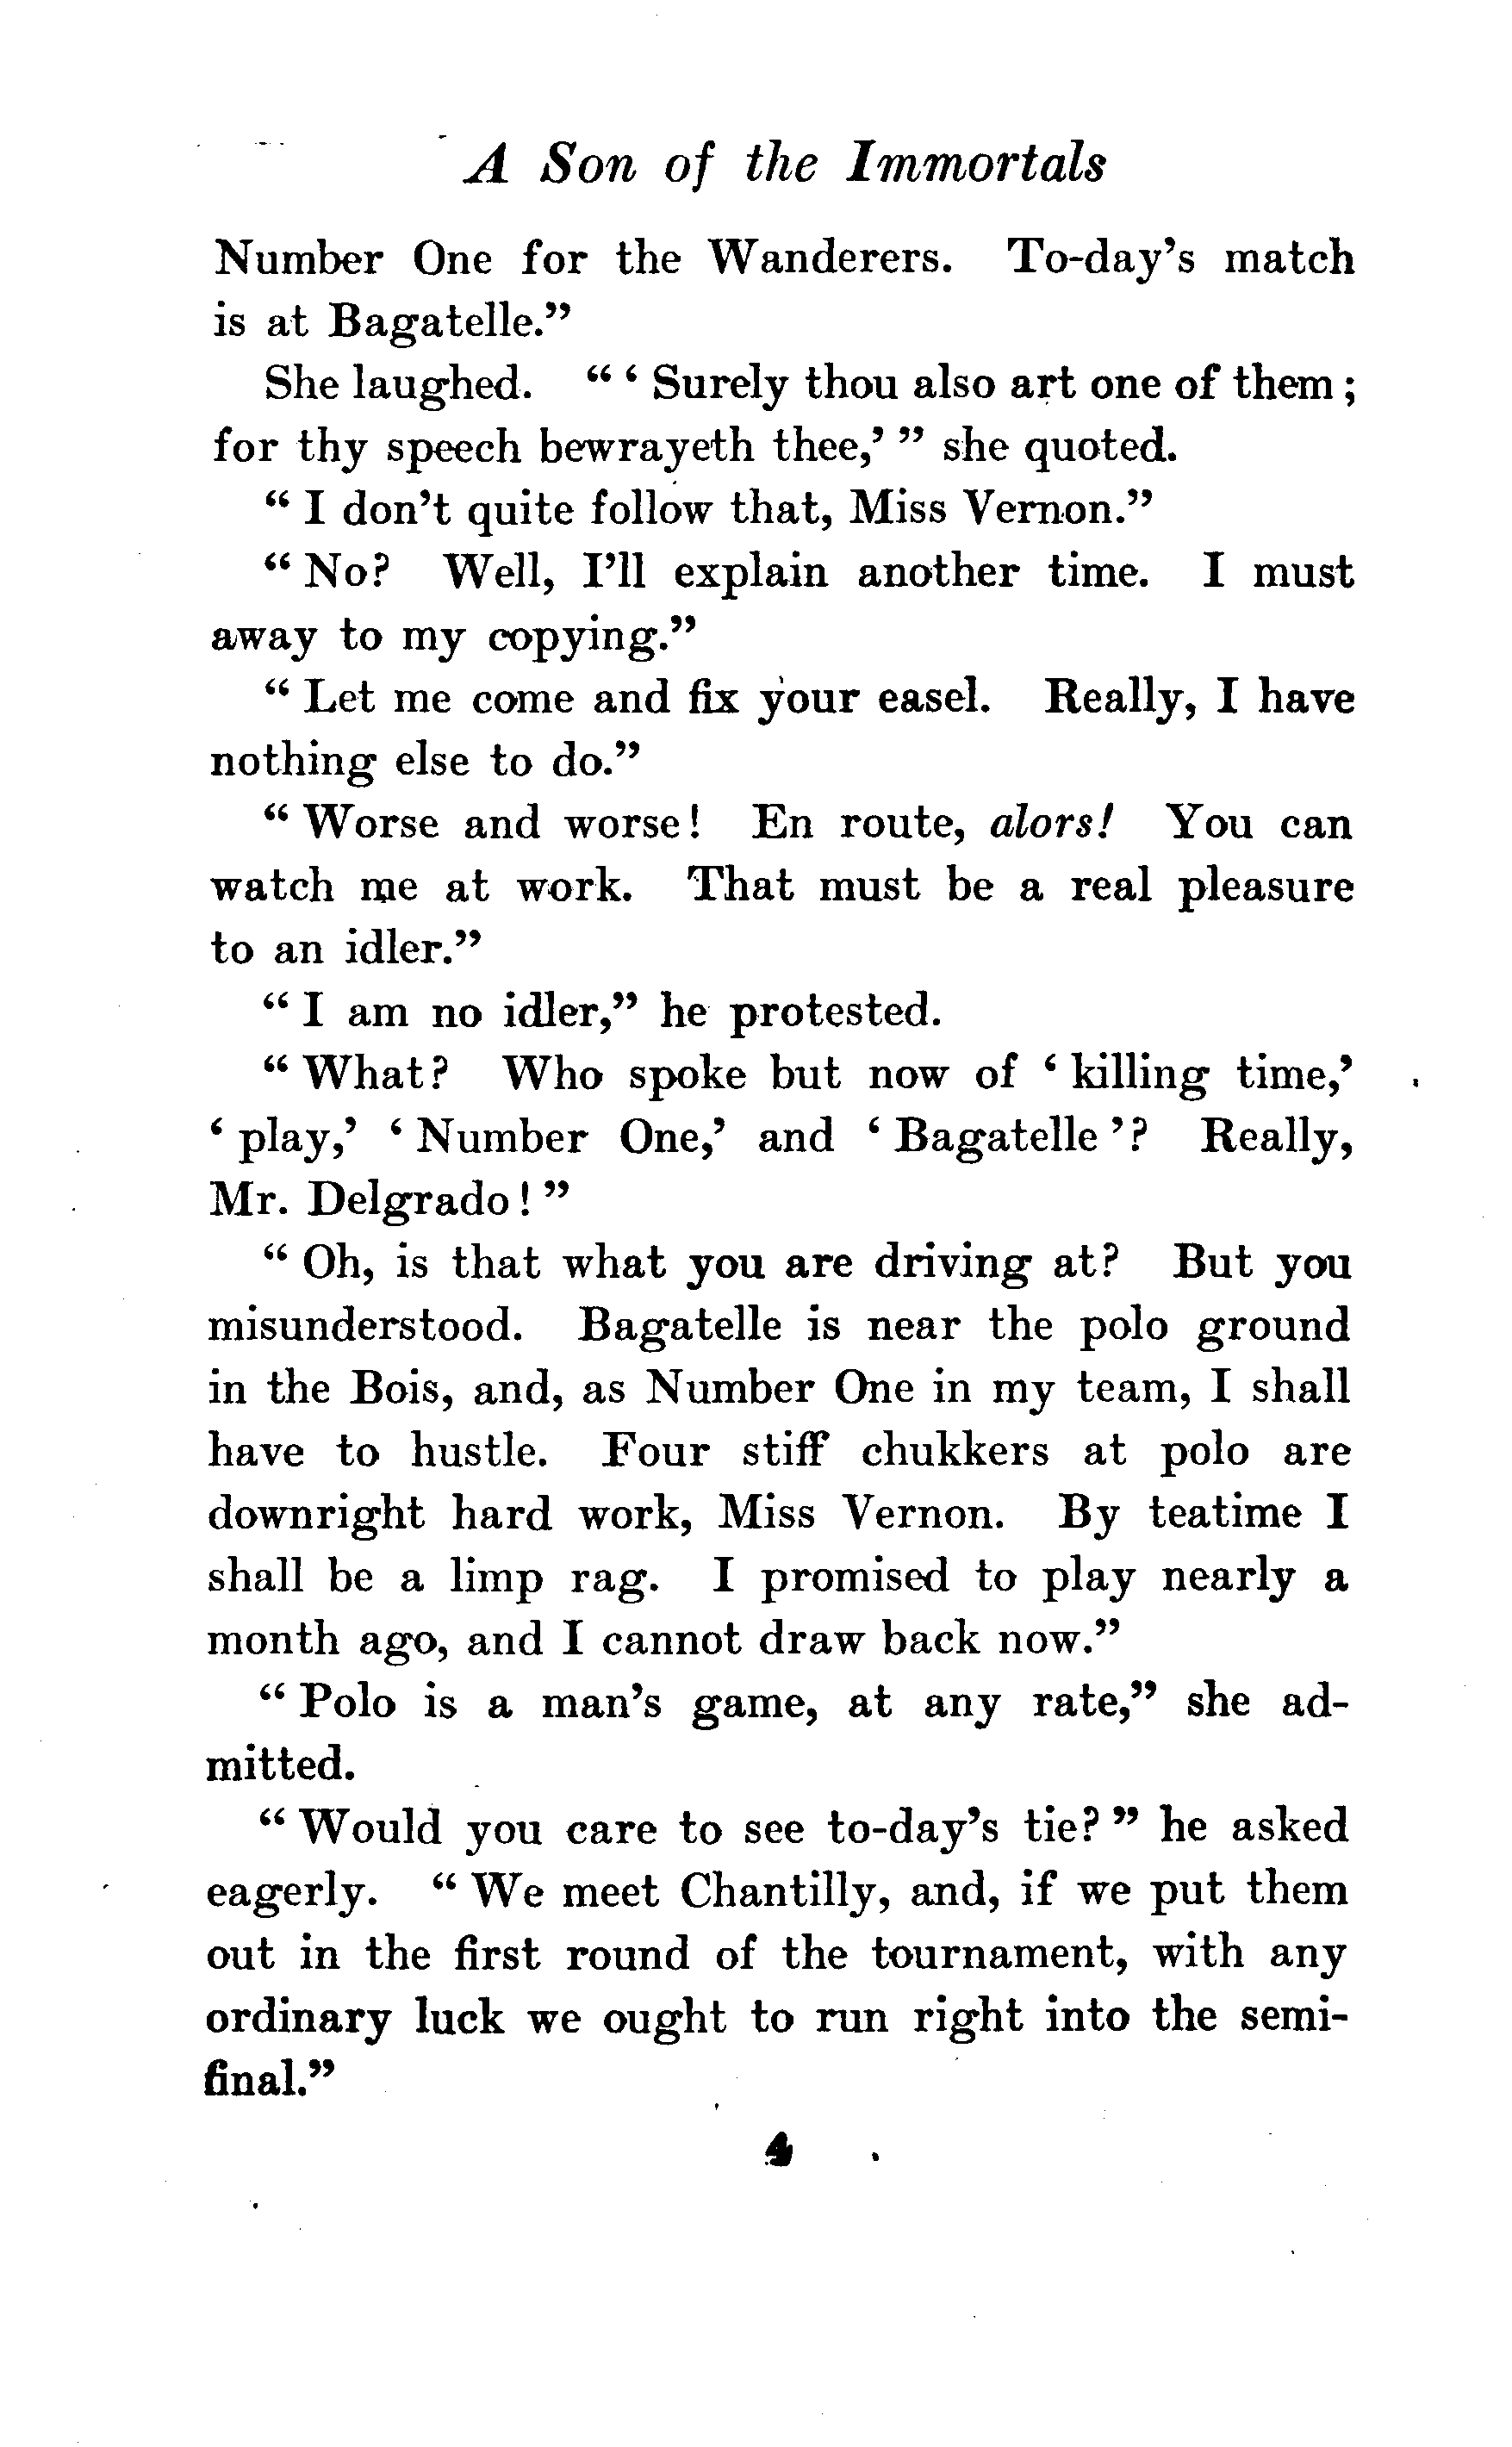 A Son of the Immortals
Number One for the Wanderers. To-day's match
is at Bagatelle."
She laughed. " ' Surely thou also art one of them ;
for thy speech bewrayeth thee,' " she quoted.
" I don't quite follow that, Miss Vernon."
" No? Well, I'll explain another time. I must
away to my copying."
" Let me come and fix your easel. Really, I have
nothing else to do."
" Worse and worse! En route, alors! You can
watch me at work. That must be a real pleasure
to an idler."
" I am no idler," he protested.
" What? Who spoke but now of ' killing time,'
' play,' ' Number One,' and ' Bagatelle '? Really,
Mr. Delgrado ! "
" Oh, is that what you are driving at? But you
misunderstood. Bagatelle is near the polo ground
in the Bois, and, as Number One in my team, I shall
have to hustle. Four stiff chukkers at polo are
downright hard work, Miss Vernon. By teatime I
shall be a limp rag. I promised to play nearly a
month ago, and I cannot draw back now."
" Polo is a man's game, at any rate," she ad-
mitted.
" Would you care to see to-day's tie? " he asked
eagerly. " We meet Chantilly, and, if we put them
out in the first round of the tournament, with any
ordinary luck we ought to run right into the semi-
final."
4